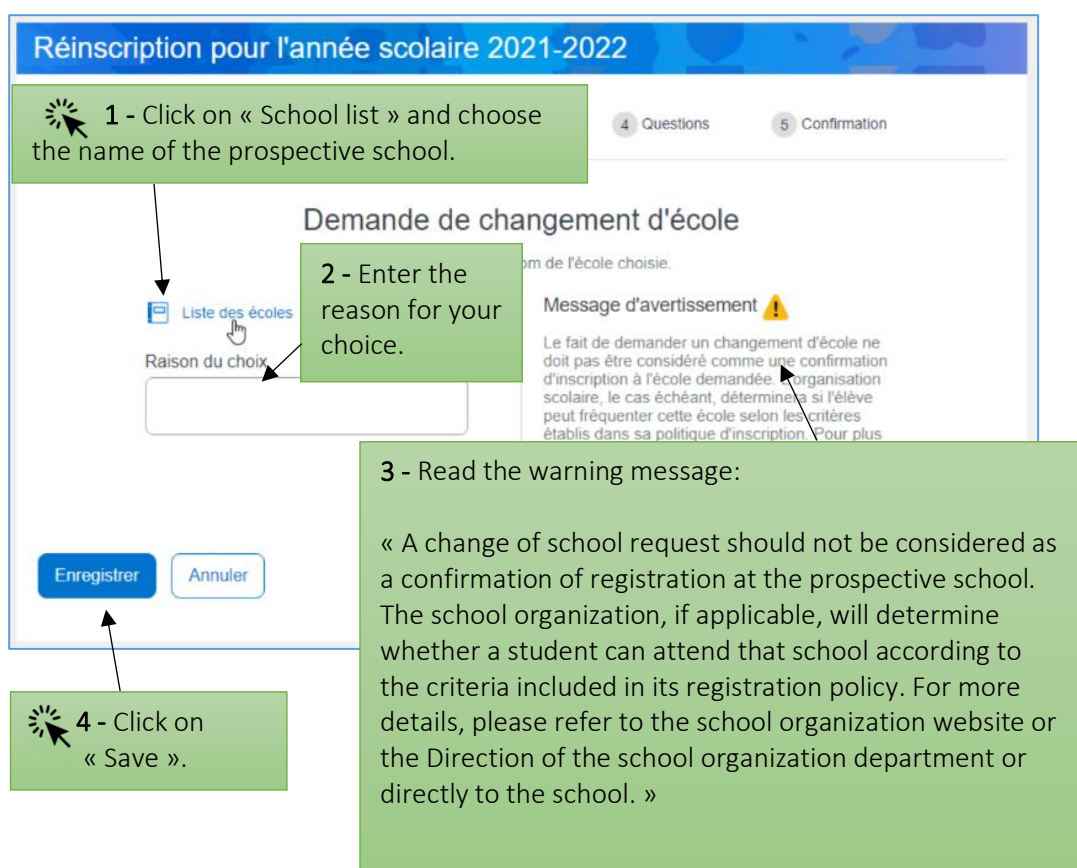 Réinscription pour l'année scolaire 2021-2022
1 - Click on « School list » and choose
the name of the prospective school.
4 Questions
5 Confirmation
Demande de changement d'école
nom de l'école choisie.
2 - Enter the
reason for your
choice.
Liste des écoles
Raison du choix
Message d'avertissement
Le fait de demander un changement d'école ne
doit pas être considéré comme une confirmation
d'inscription à l'école demandée. L'organisation
scolaire, le cas échéant, déterminera si l'élève
peut fréquenter cette école selon les critères
établis dans sa politique d'inscription. Pour plus
3 - Read the warning message:
« A change of school request should not be considered as
a confirmation of registration at the prospective school.
The school organization, if applicable, will determine
whether a student can attend that school according to
the criteria included in its registration policy. For more
details, please refer to the school organization website or
the Direction of the school organization department or
directly to the school. »
Enregistrer
Annuler
4 - Click on
« Save ».